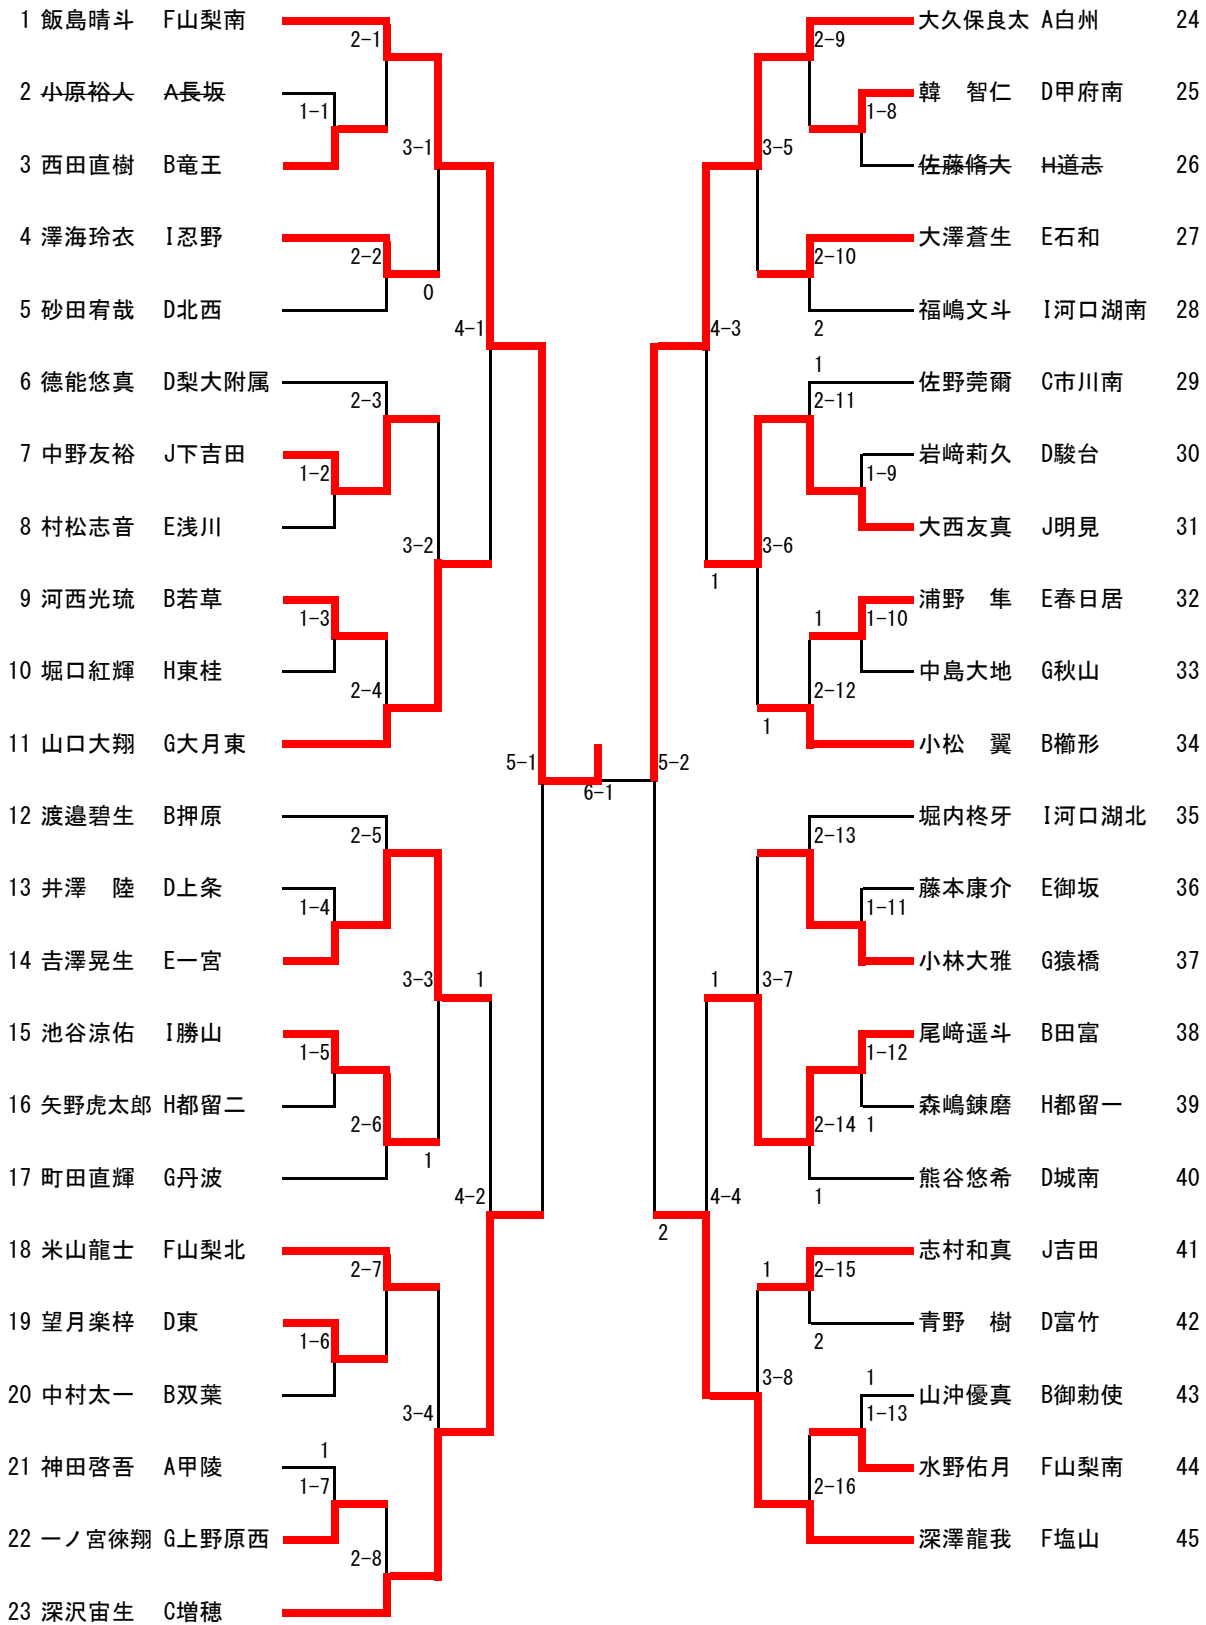 1 飯島晴斗 F山梨南
2-1
2 小原裕人 A長坂
1-1
3-1
3 西田直樹 B竜王
4 澤海玲衣 I忍野
2-2
0
5 砂田宥哉 D北西
4-1
6 德能悠真 D梨大附属
2-3
7 中野友裕 J下吉田
1-2
8 村松志音 E浅川
3-2
9 河西光琉 B若草
1-3
10 堀口紅輝 H東桂
2-4
11 山口大翔 G大月東
5-1
12 渡邉碧生 B押原
2-5
13 井澤 陸 D上条
1-4
14 吉澤晃生 E一宮
3-3 1
15 池谷涼佑 I勝山
1-5
16 矢野虎太郎 H都留二
2-6
1
17 町田直輝 G丹波
4-2
18 米山龍士 F山梨北
2-7
19 望月楽梓 D東
1-6
20 中村太一 B双葉
3-4
1
21 神田啓吾 A甲陵
1-7
22 一ノ宮徠翔 G上野原西
2-8
23 深沢宙生 C増穂
6-1
大久保良太 A白州 24
2-9
韓 智仁 D甲府南 25
1-8
3-5
佐藤脩大 H道志 26
大澤蒼生 E石和 27
2-10
福嶋文斗 I河口湖南 28
4-3 2
1
佐野莞爾 C市川南 29
2-11
岩﨑莉久 D駿台 30
1-9
大西友真 J明見 31
3-6
1
浦野 隼 E春日居 32
1 1-10
中島大地 G秋山 33
2-12
1
小松 翼 B櫛形 34
5-2
堀内柊牙 I河口湖北 35
2-13
藤本康介 E御坂 36
1-11
小林大雅 G猿橋 37
1 3-7
尾﨑遥斗 B田富 38
1-12
森嶋錬磨 H都留一 39
2-14 1
熊谷悠希 D城南 40
4-4 1
2
志村和真 J吉田 41
1 2-15
青野 樹 D富竹 42
2
3-8 1
山沖優真 B御勅使 43
1-13
水野佑月 F山梨南 44
2-16
深澤龍我 F塩山 45